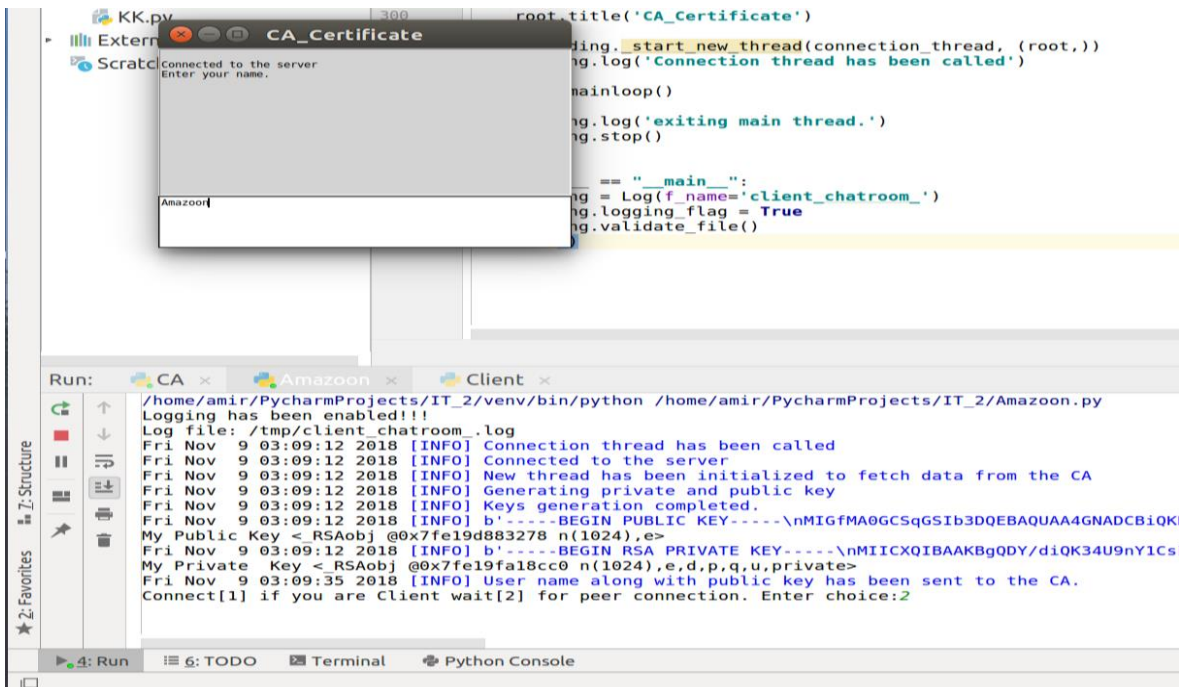 KK.py
Extern
Scratc
CA_Certificate
Connected to the server
Enter your name.
Amazoon
300
root.title('CA_Certificate')
ding._start_new_thread(connection_thread, (root,))
ng.log('Connection thread has been called')
mainloop()
ng.log('exiting main thread.')
ng.stop()
== "__main__":
ng = Log(f_name='client_chatroom_')
ng.logging_flag = True
ng.validate_file()
)
Run: CA × Amazoon × Client ×
/home/amir/PycharmProjects/IT_2/venv/bin/python /home/amir/PycharmProjects/IT_2/Amazoon.py
Logging has been enabled!!!
Log file: /tmp/client_chatroom_.log
Fri Nov  9 03:09:12 2018 [INFO] Connection thread has been called
Fri Nov  9 03:09:12 2018 [INFO] Connected to the server
Fri Nov  9 03:09:12 2018 [INFO] New thread has been initialized to fetch data from the CA
Fri Nov  9 03:09:12 2018 [INFO] Generating private and public key
Fri Nov  9 03:09:12 2018 [INFO] Keys generation completed.
Fri Nov  9 03:09:12 2018 [INFO] b'-----BEGIN PUBLIC KEY-----\nMIGfMA0GCSqGSIb3DQEBAQUAA4GNADCBiQK
My Public Key <_RSAobj @0x7fe19d883278 n(1024),e>
Fri Nov  9 03:09:12 2018 [INFO] b'-----BEGIN RSA PRIVATE KEY-----\nMIICXQIBAAKBgQDY/diQK34U9nY1Cs
My Private  Key <_RSAobj @0x7fe19fa18cc0 n(1024),e,d,p,q,u,private>
Fri Nov  9 03:09:35 2018 [INFO] User name along with public key has been sent to the CA.
Connect[1] if you are Client wait[2] for peer connection. Enter choice:2
7: Structure
2: Favorites
4: Run 6: TODO Terminal Python Console